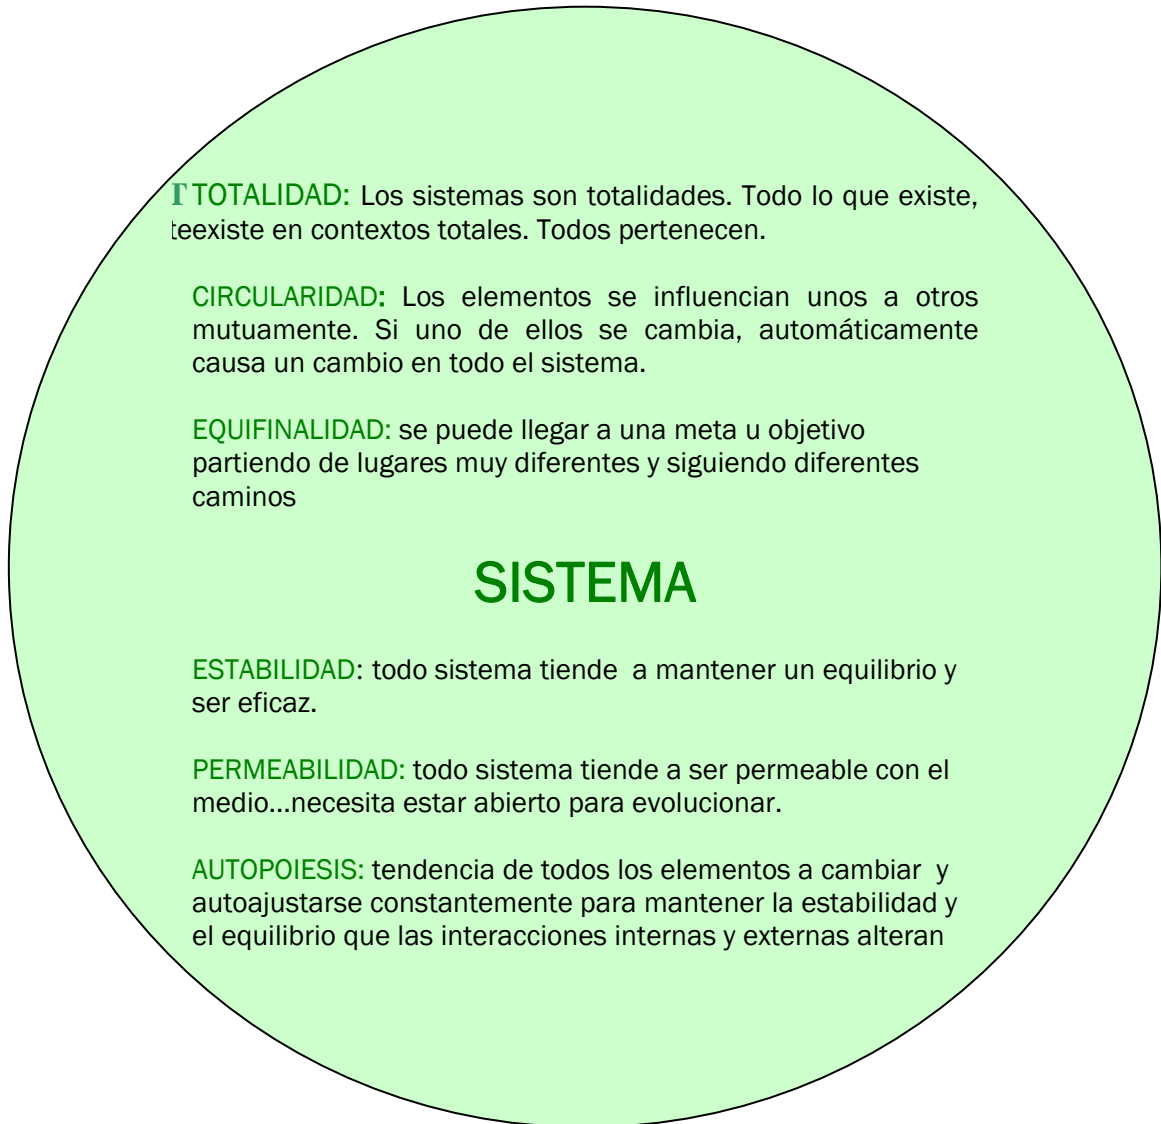 T TOTALIDAD: Los sistemas son totalidades. Todo lo que existe,
teexiste en contextos totales. Todos pertenecen.
CIRCULARIDAD: Los elementos se influencian unos a otros
mutuamente. Si uno de ellos se cambia, automáticamente
causa un cambio en todo el sistema.
EQUIFINALIDAD: se puede llegar a una meta u objetivo
partiendo de lugares muy diferentes y siguiendo diferentes
caminos
SISTEMA
ESTABILIDAD: todo sistema tiende a mantener un equilibrio y
ser eficaz.
PERMEABILIDAD: todo sistema tiende a ser permeable con el
medio...necesita estar abierto para evolucionar.
AUTOPOIESIS: tendencia de todos los elementos a cambiar y
autoajustarse constantemente para mantener la estabilidad y
el equilibrio que las interacciones internas y externas alteran